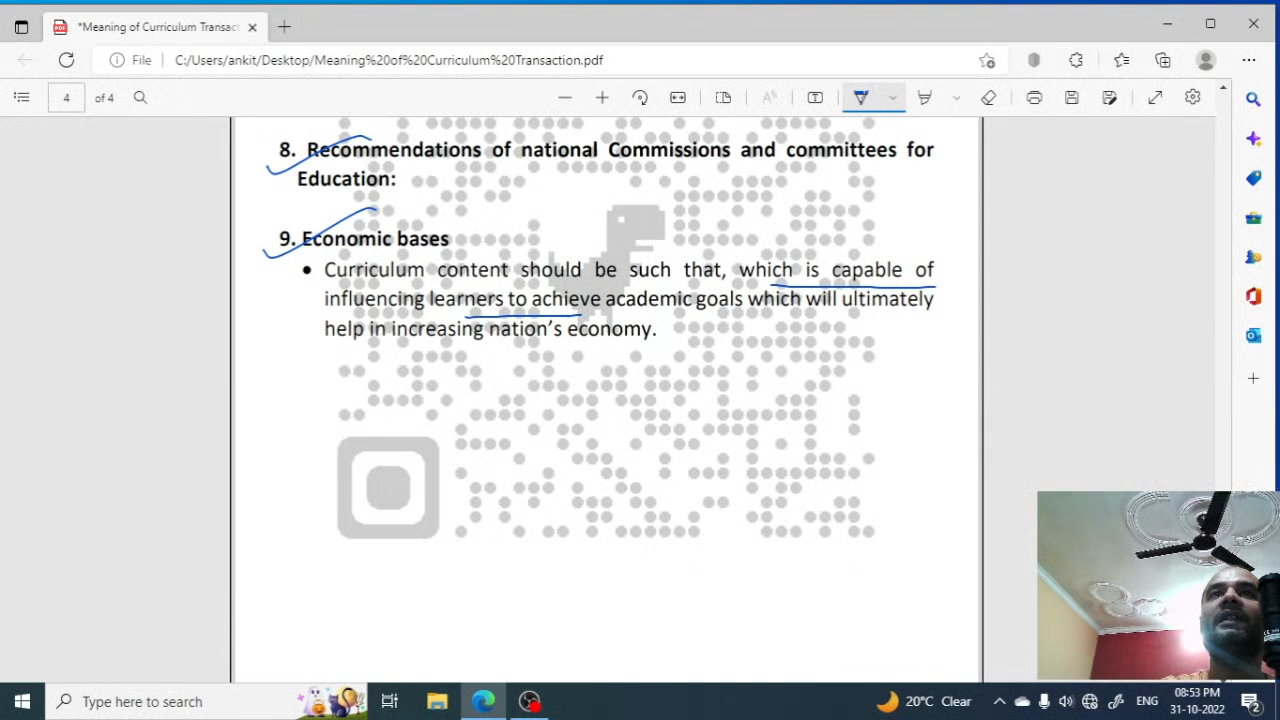 *Meaning of Curriculum Transac
File
C:/Users/ankit/Desktop/Meaning%20of%20Curriculum%20Transaction.pdf
4 of 4
8. Recommendations of national Commissions and committees for
Education:
9. Economic bases
• Curriculum content should be such that, which is capable of
influencing learners to achieve academic goals which will ultimately
help in increasing nation's economy.
Type here to search
20°C Clear
ENG
08:53 PM
31-10-2022
2